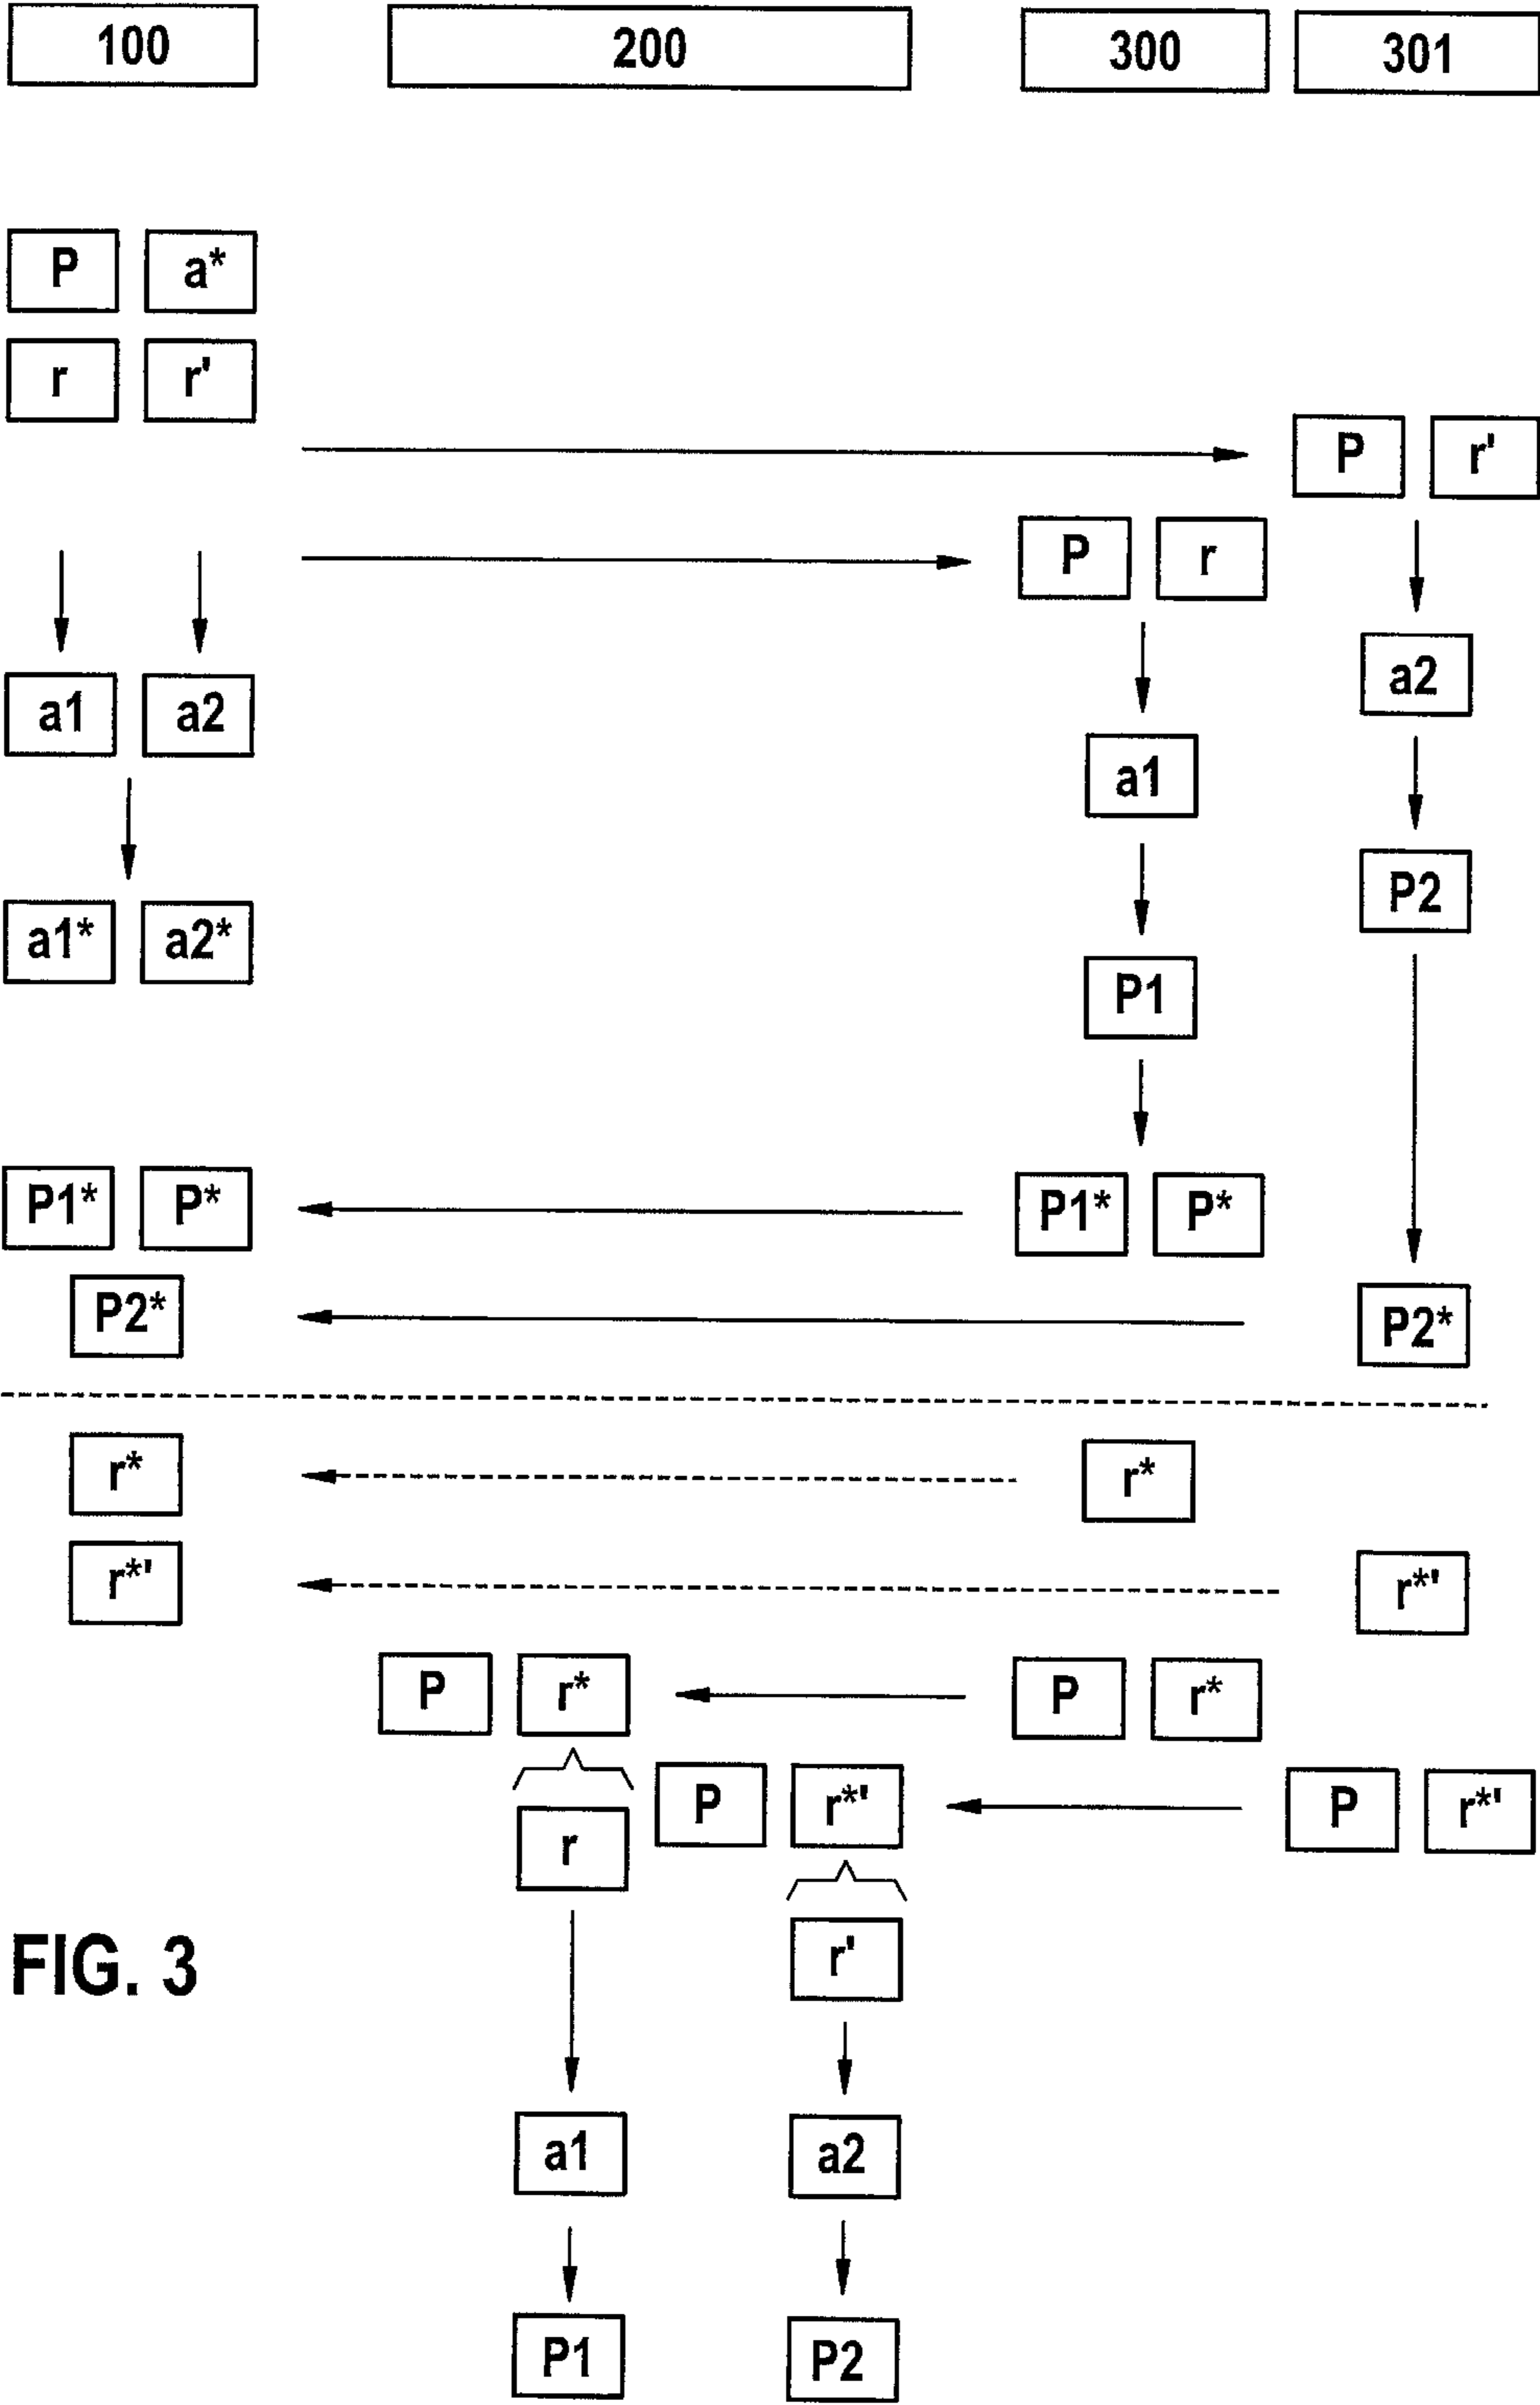 100 200 300 301
P a*
r r'
P r'
P r
a2
a1 a2
a1
P2
a1* a2*
P1
P1* P* P1* P*
P2* P2*
r* r*
r*' r*'
P r* P r*
P r*' P r*'
r
r'
FIG. 3
a1 a2
P1 P2